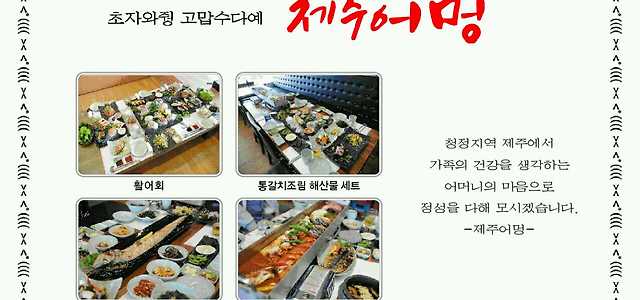 초자와줭 고맙수다예
제주어멍
활어회
통갈치조림 해산물 세트
청정지역 제주에서
가족의 건강을 생각하는
어머니의 마음으로
정성을 다해 모시겠습니다.
-제주어멍-